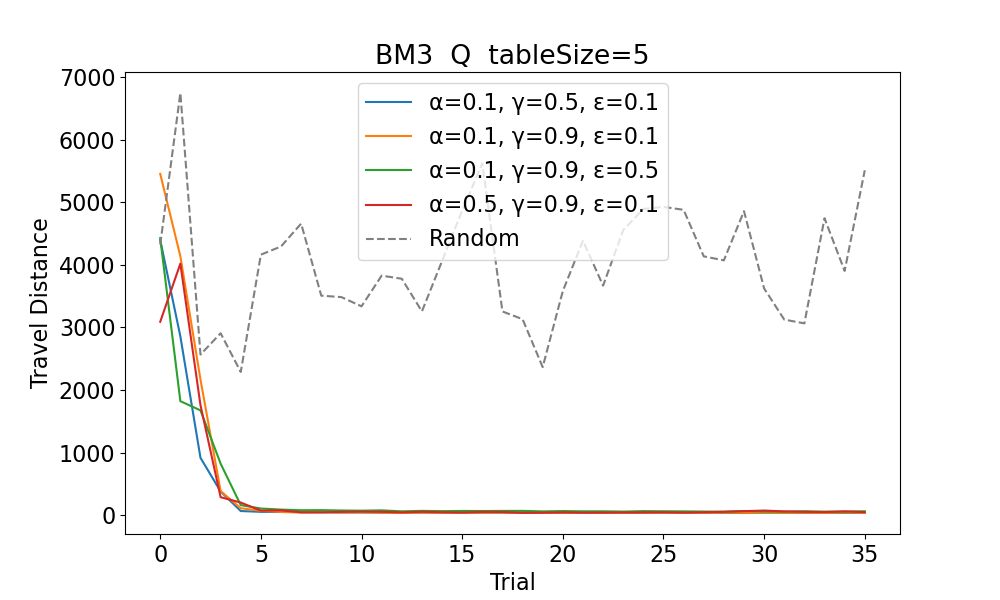 BM3 Q tableSize=5
7000
6000
5000
4000
3000
2000
1000
0
Travel Distance
α=0.1, γ=0.5, ε=0.1
α=0.1, γ=0.9, ε=0.1
α=0.1, γ=0.9, ε=0.5
α=0.5, γ=0.9, ε=0.1
Random
0 5 10 15 20 25 30 35
Trial